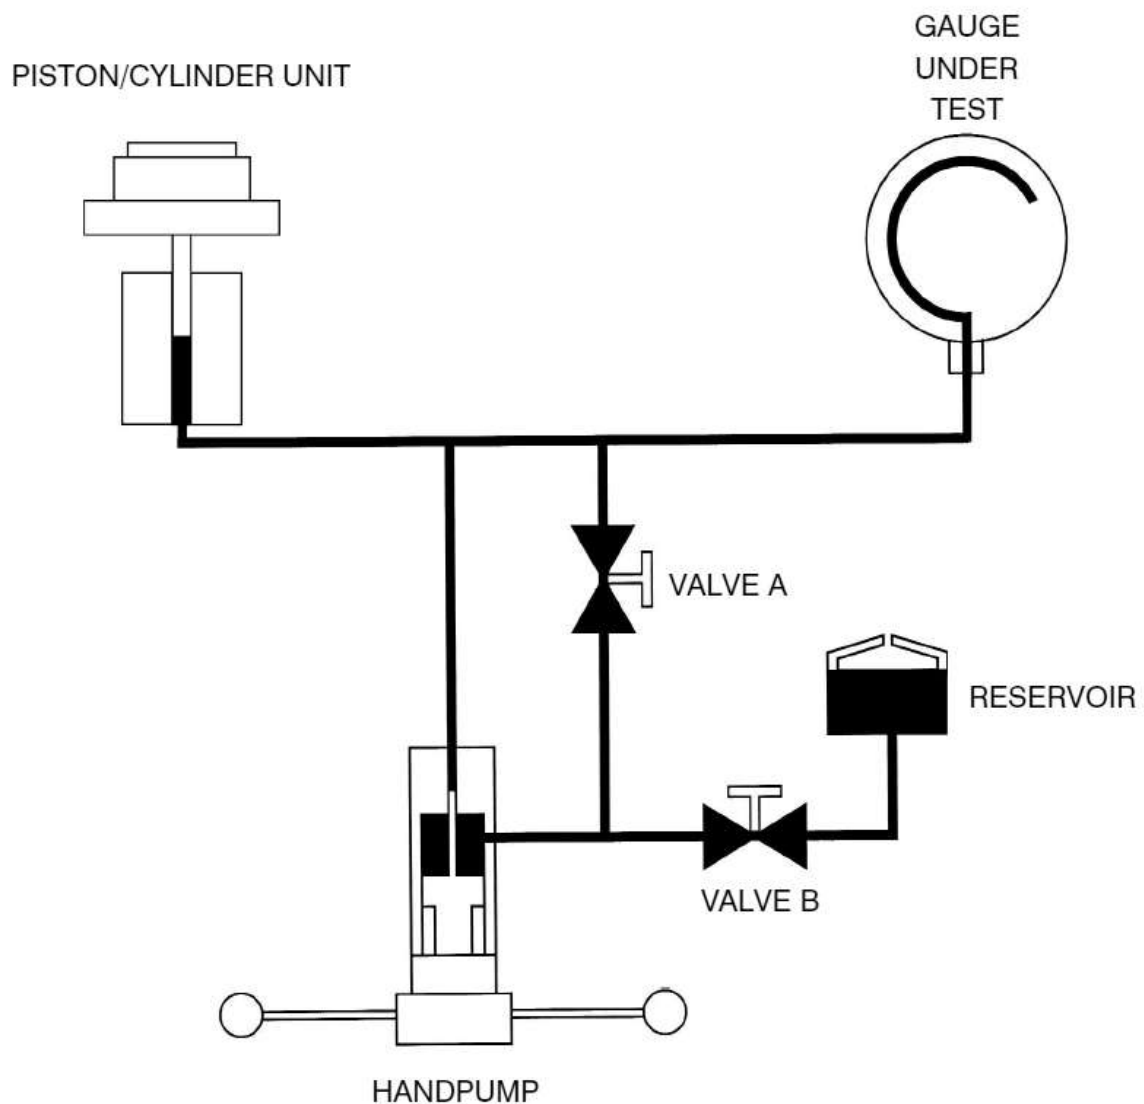 GAUGE
UNDER
TEST
PISTON/CYLINDER UNIT
VALVE A
RESERVOIR
VALVE B
HANDPUMP